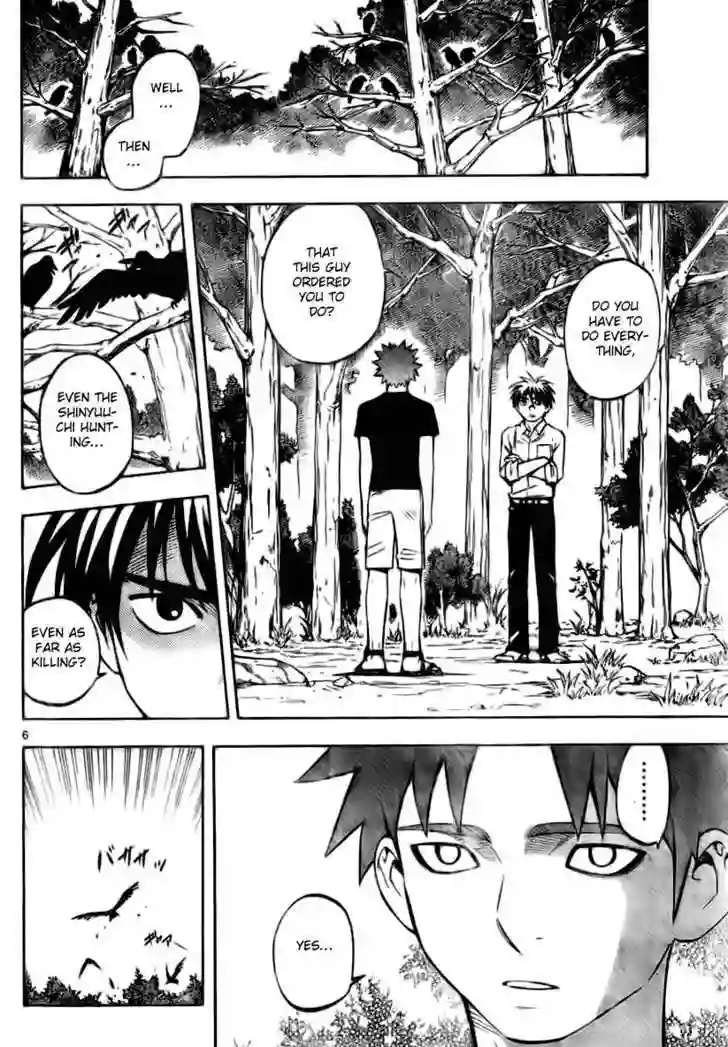 WELL
...
THEN
...
DO YOU
HAVE
TO DO
EVERY-
THING,
THAT
THIS GUY
ORDERED
YOU TO
DO?
EVEN THE
SHINYUU-
CHI HUNT-
ING...
EVEN AS
FAR AS
KILLING?
6
........
YES...